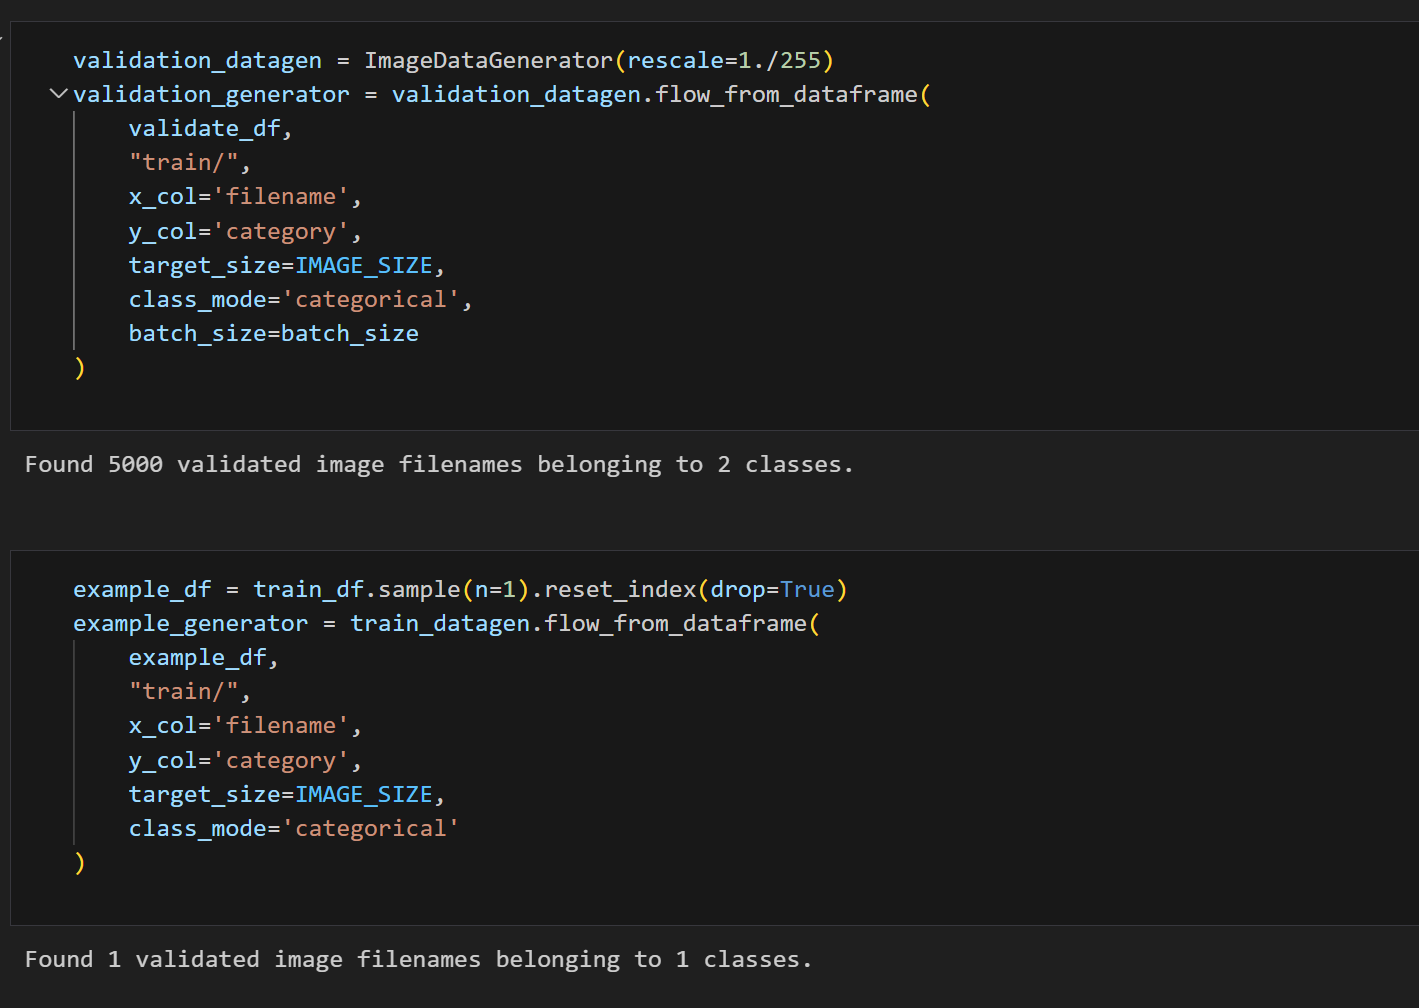 validation_datagen = ImageDataGenerator(rescale=1./255)
validation_generator = validation_datagen.flow_from_dataframe(
    validate_df,
    "train/",
    x_col='filename',
    y_col='category',
    target_size=IMAGE_SIZE,
    class_mode='categorical',
    batch_size=batch_size
)
Found 5000 validated image filenames belonging to 2 classes.
example_df = train_df.sample(n=1).reset_index(drop=True)
example_generator = train_datagen.flow_from_dataframe(
    example_df,
    "train/",
    x_col='filename',
    y_col='category',
    target_size=IMAGE_SIZE,
    class_mode='categorical'
)
Found 1 validated image filenames belonging to 1 classes.